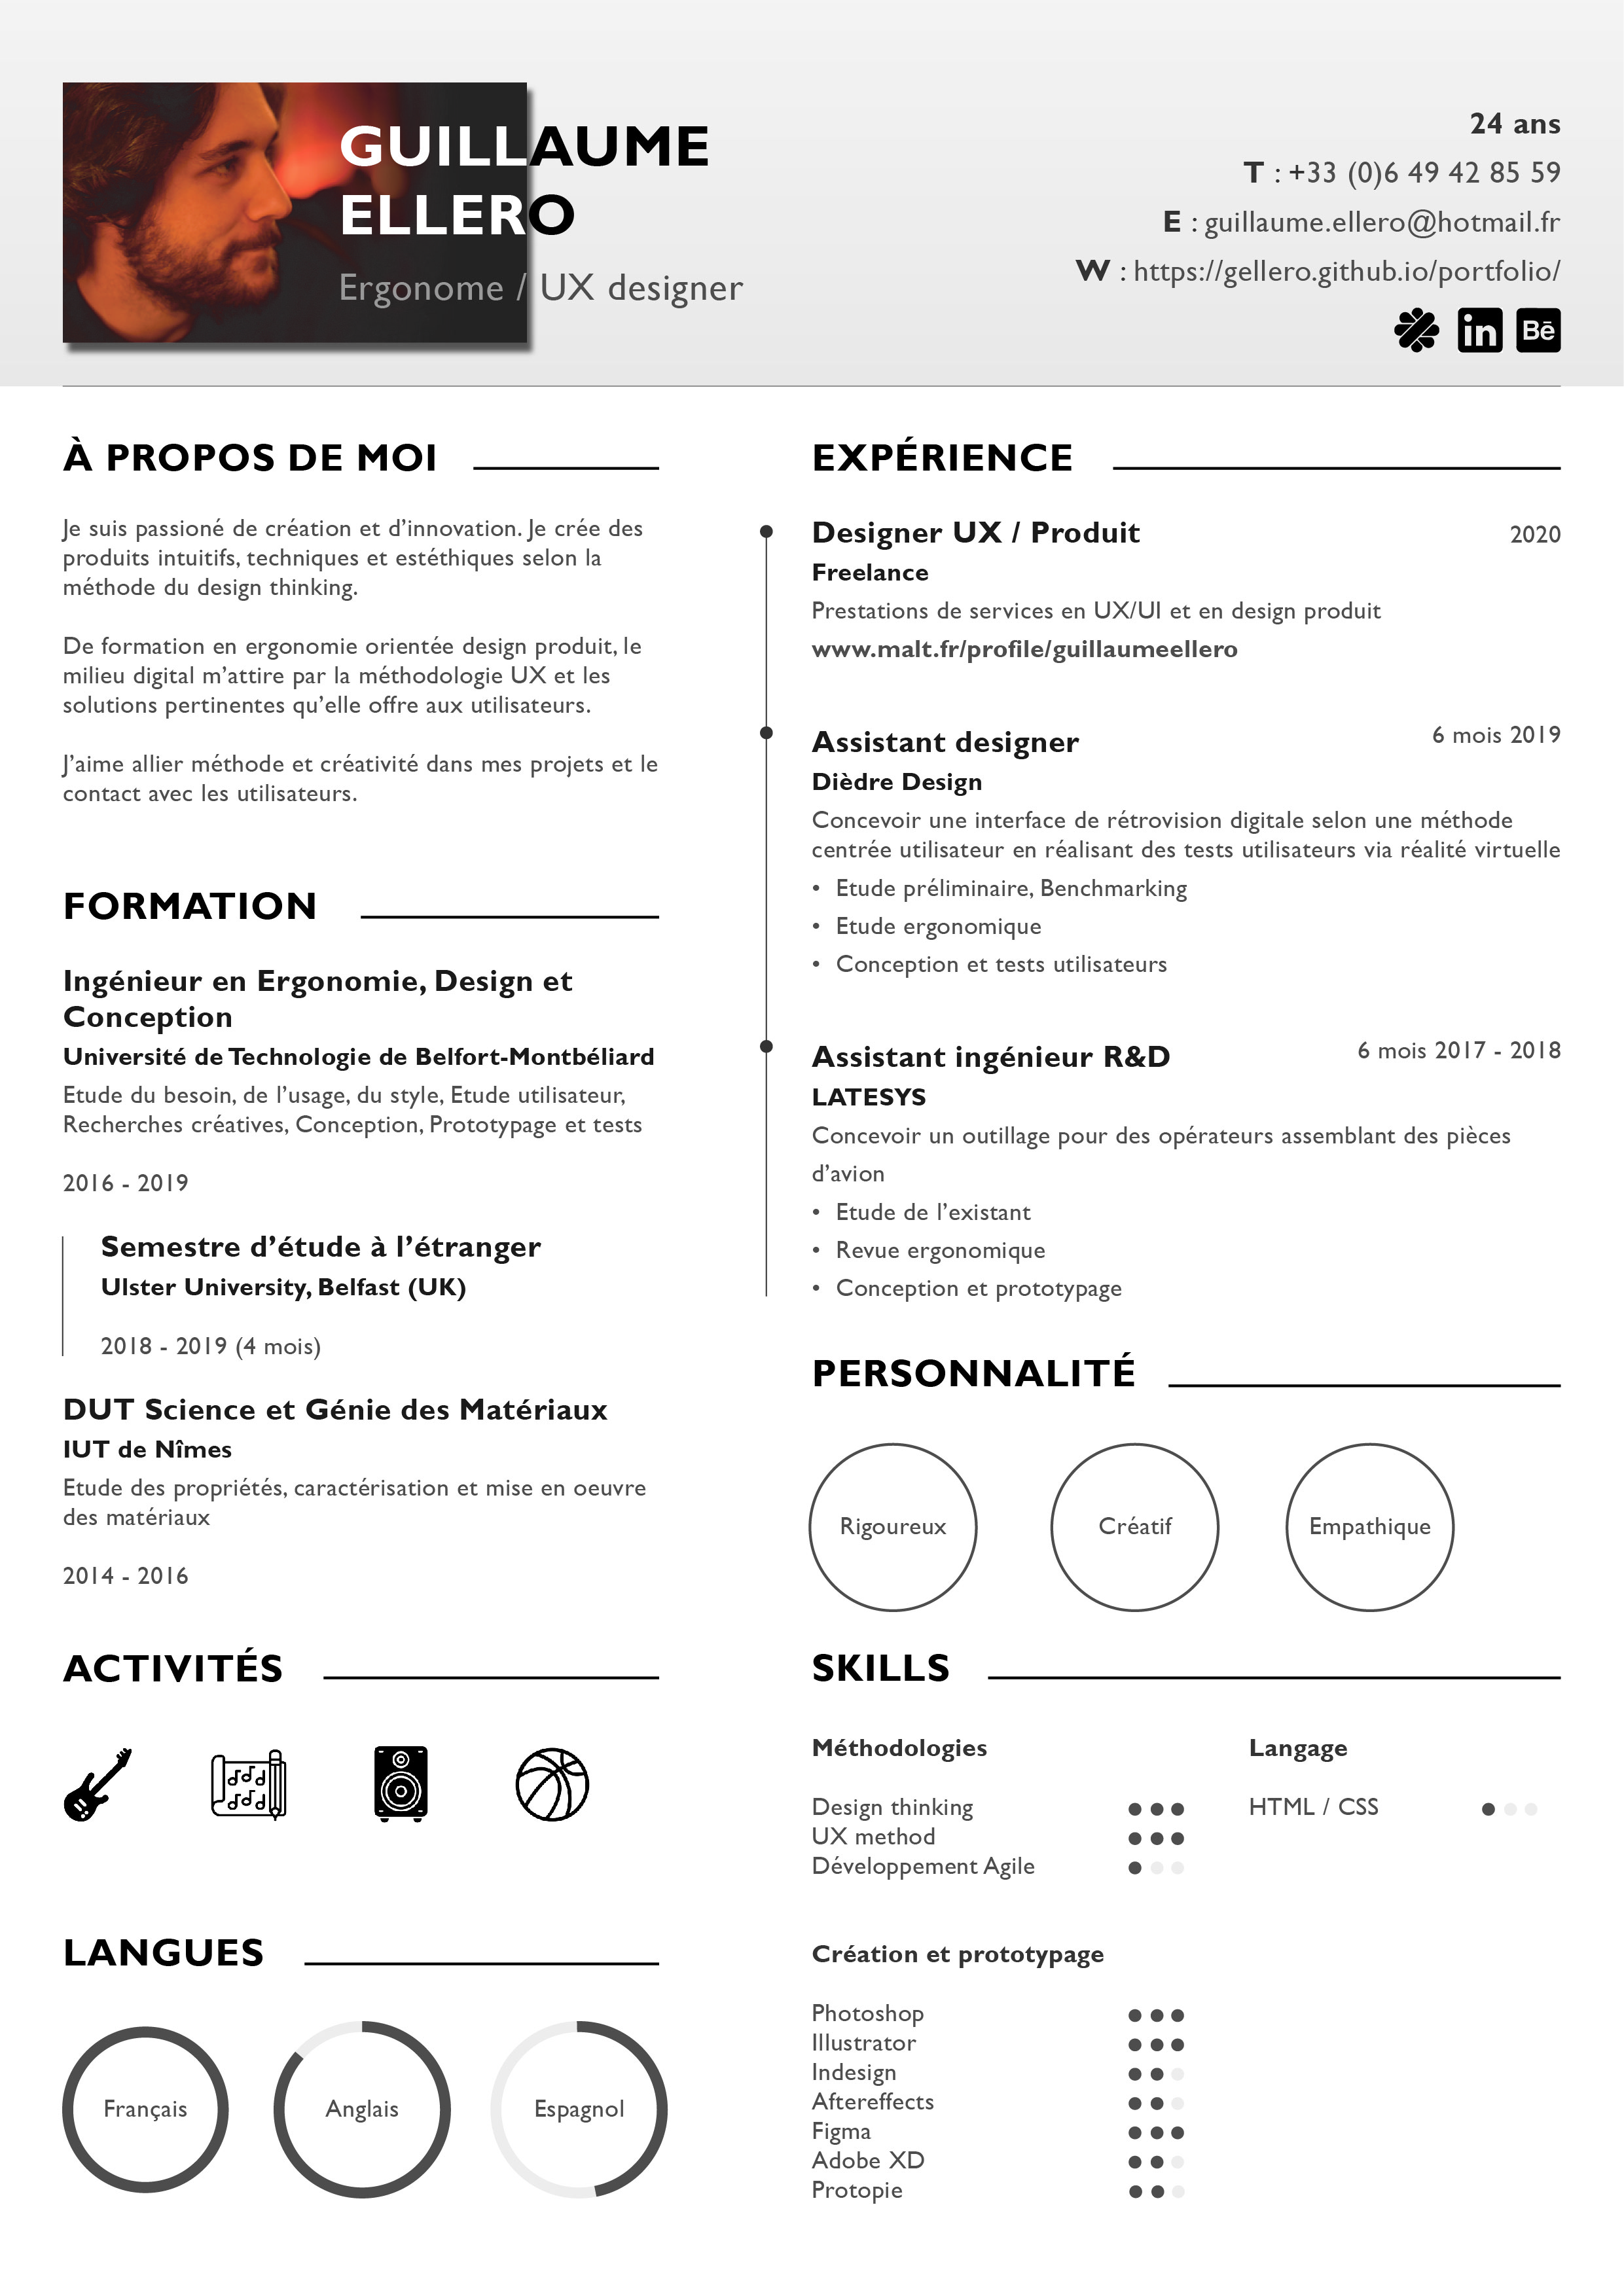 GUILLAUME
ELLERO
Ergonome / UX designer
24 ans
T : +33 (0)6 49 42 85 59
E : guillaume.ellero@hotmail.fr
W : https://gellero.github.io/portfolio/
in
Bē
À PROPOS DE MOI
Je suis passioné de création et d’innovation. Je crée des
produits intuitifs, techniques et estéthiques selon la
méthode du design thinking.
De formation en ergonomie orientée design produit, le
milieu digital m’attire par la méthodologie UX et les
solutions pertinentes qu’elle offre aux utilisateurs.
J’aime allier méthode et créativité dans mes projets et le
contact avec les utilisateurs.
FORMATION
Ingénieur en Ergonomie, Design et
Conception
Université de Technologie de Belfort-Montbéliard
Etude du besoin, de l’usage, du style, Etude utilisateur,
Recherches créatives, Conception, Prototypage et tests
2016 - 2019
Semestre d’étude à l’étranger
Ulster University, Belfast (UK)
2018 - 2019 (4 mois)
DUT Science et Génie des Matériaux
IUT de Nîmes
Etude des propriétés, caractérisation et mise en oeuvre
des matériaux
2014 - 2016
ACTIVITÉS
LANGUES
Français
Anglais
Espagnol
EXPÉRIENCE
Designer UX / Produit 2020
Freelance
Prestations de services en UX/UI et en design produit
www.malt.fr/profile/guillaumeellero
Assistant designer 6 mois 2019
Dièdre Design
Concevoir une interface de rétrovision digitale selon une méthode
centrée utilisateur en réalisant des tests utilisateurs via réalité virtuelle
• Etude préliminaire, Benchmarking
• Etude ergonomique
• Conception et tests utilisateurs
Assistant ingénieur R&D 6 mois 2017 - 2018
LATESYS
Concevoir un outillage pour des opérateurs assemblant des pièces
d’avion
• Etude de l’existant
• Revue ergonomique
• Conception et prototypage
PERSONNALITÉ
Rigoureux
Créatif
Empathique
SKILLS
Méthodologies
Design thinking
UX method
Développement Agile
Langage
HTML / CSS
Création et prototypage
Photoshop
Illustrator
Indesign
Aftereffects
Figma
Adobe XD
Protopie